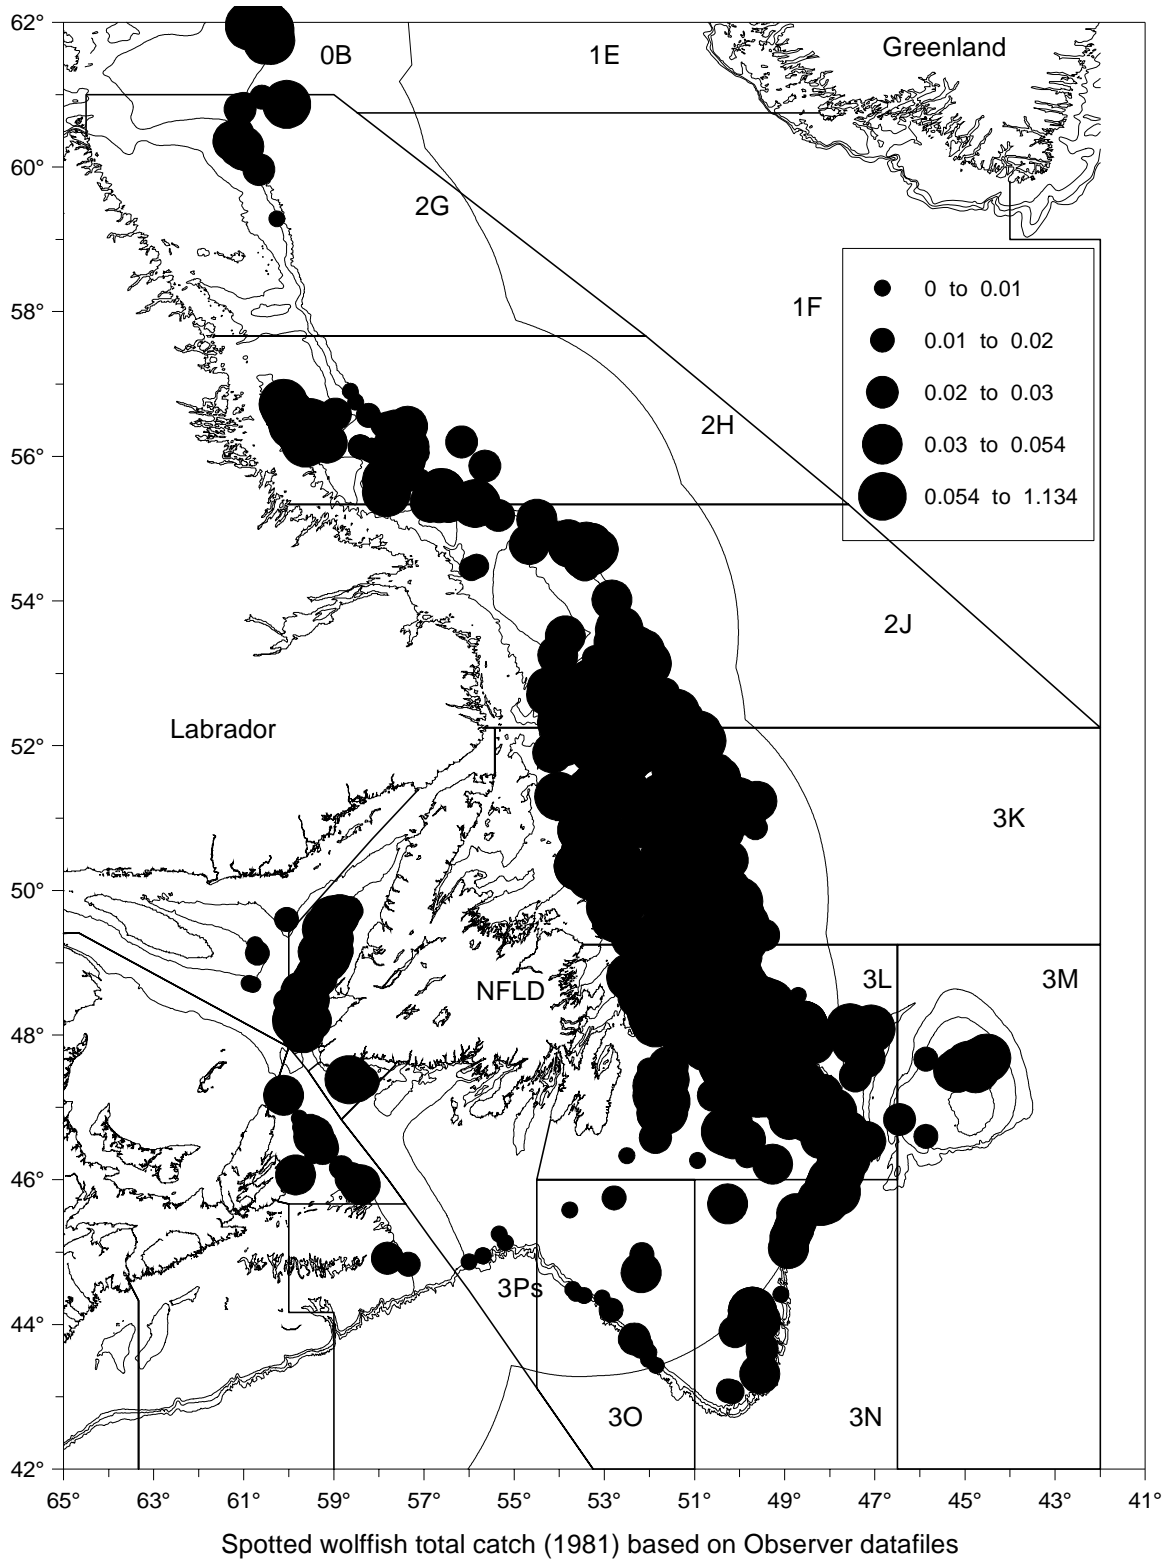 62°
60°
58°
56°
54°
52°
50°
48°
46°
44°
42°
0B
1E
Greenland
2G
1F
0 to 0.01
0.01 to 0.02
0.02 to 0.03
0.03 to 0.054
0.054 to 1.134
2H
2J
Labrador
3K
NFLD
3L
3M
3Ps
3O
3N
65°
63°
61°
59°
57°
55°
53°
51°
49°
47°
45°
43°
41°
Spotted wolffish total catch (1981) based on Observer datafiles